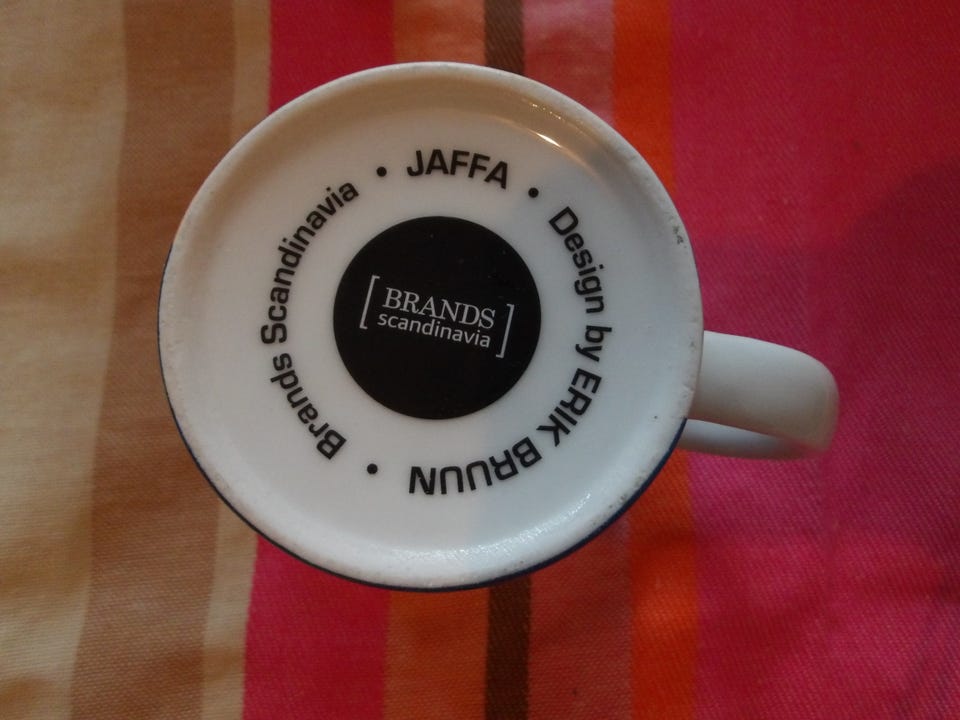 • JAFFA • Design by ERIK BRUUN • Brands Scandinavia
[BRANDS
scandinavia]